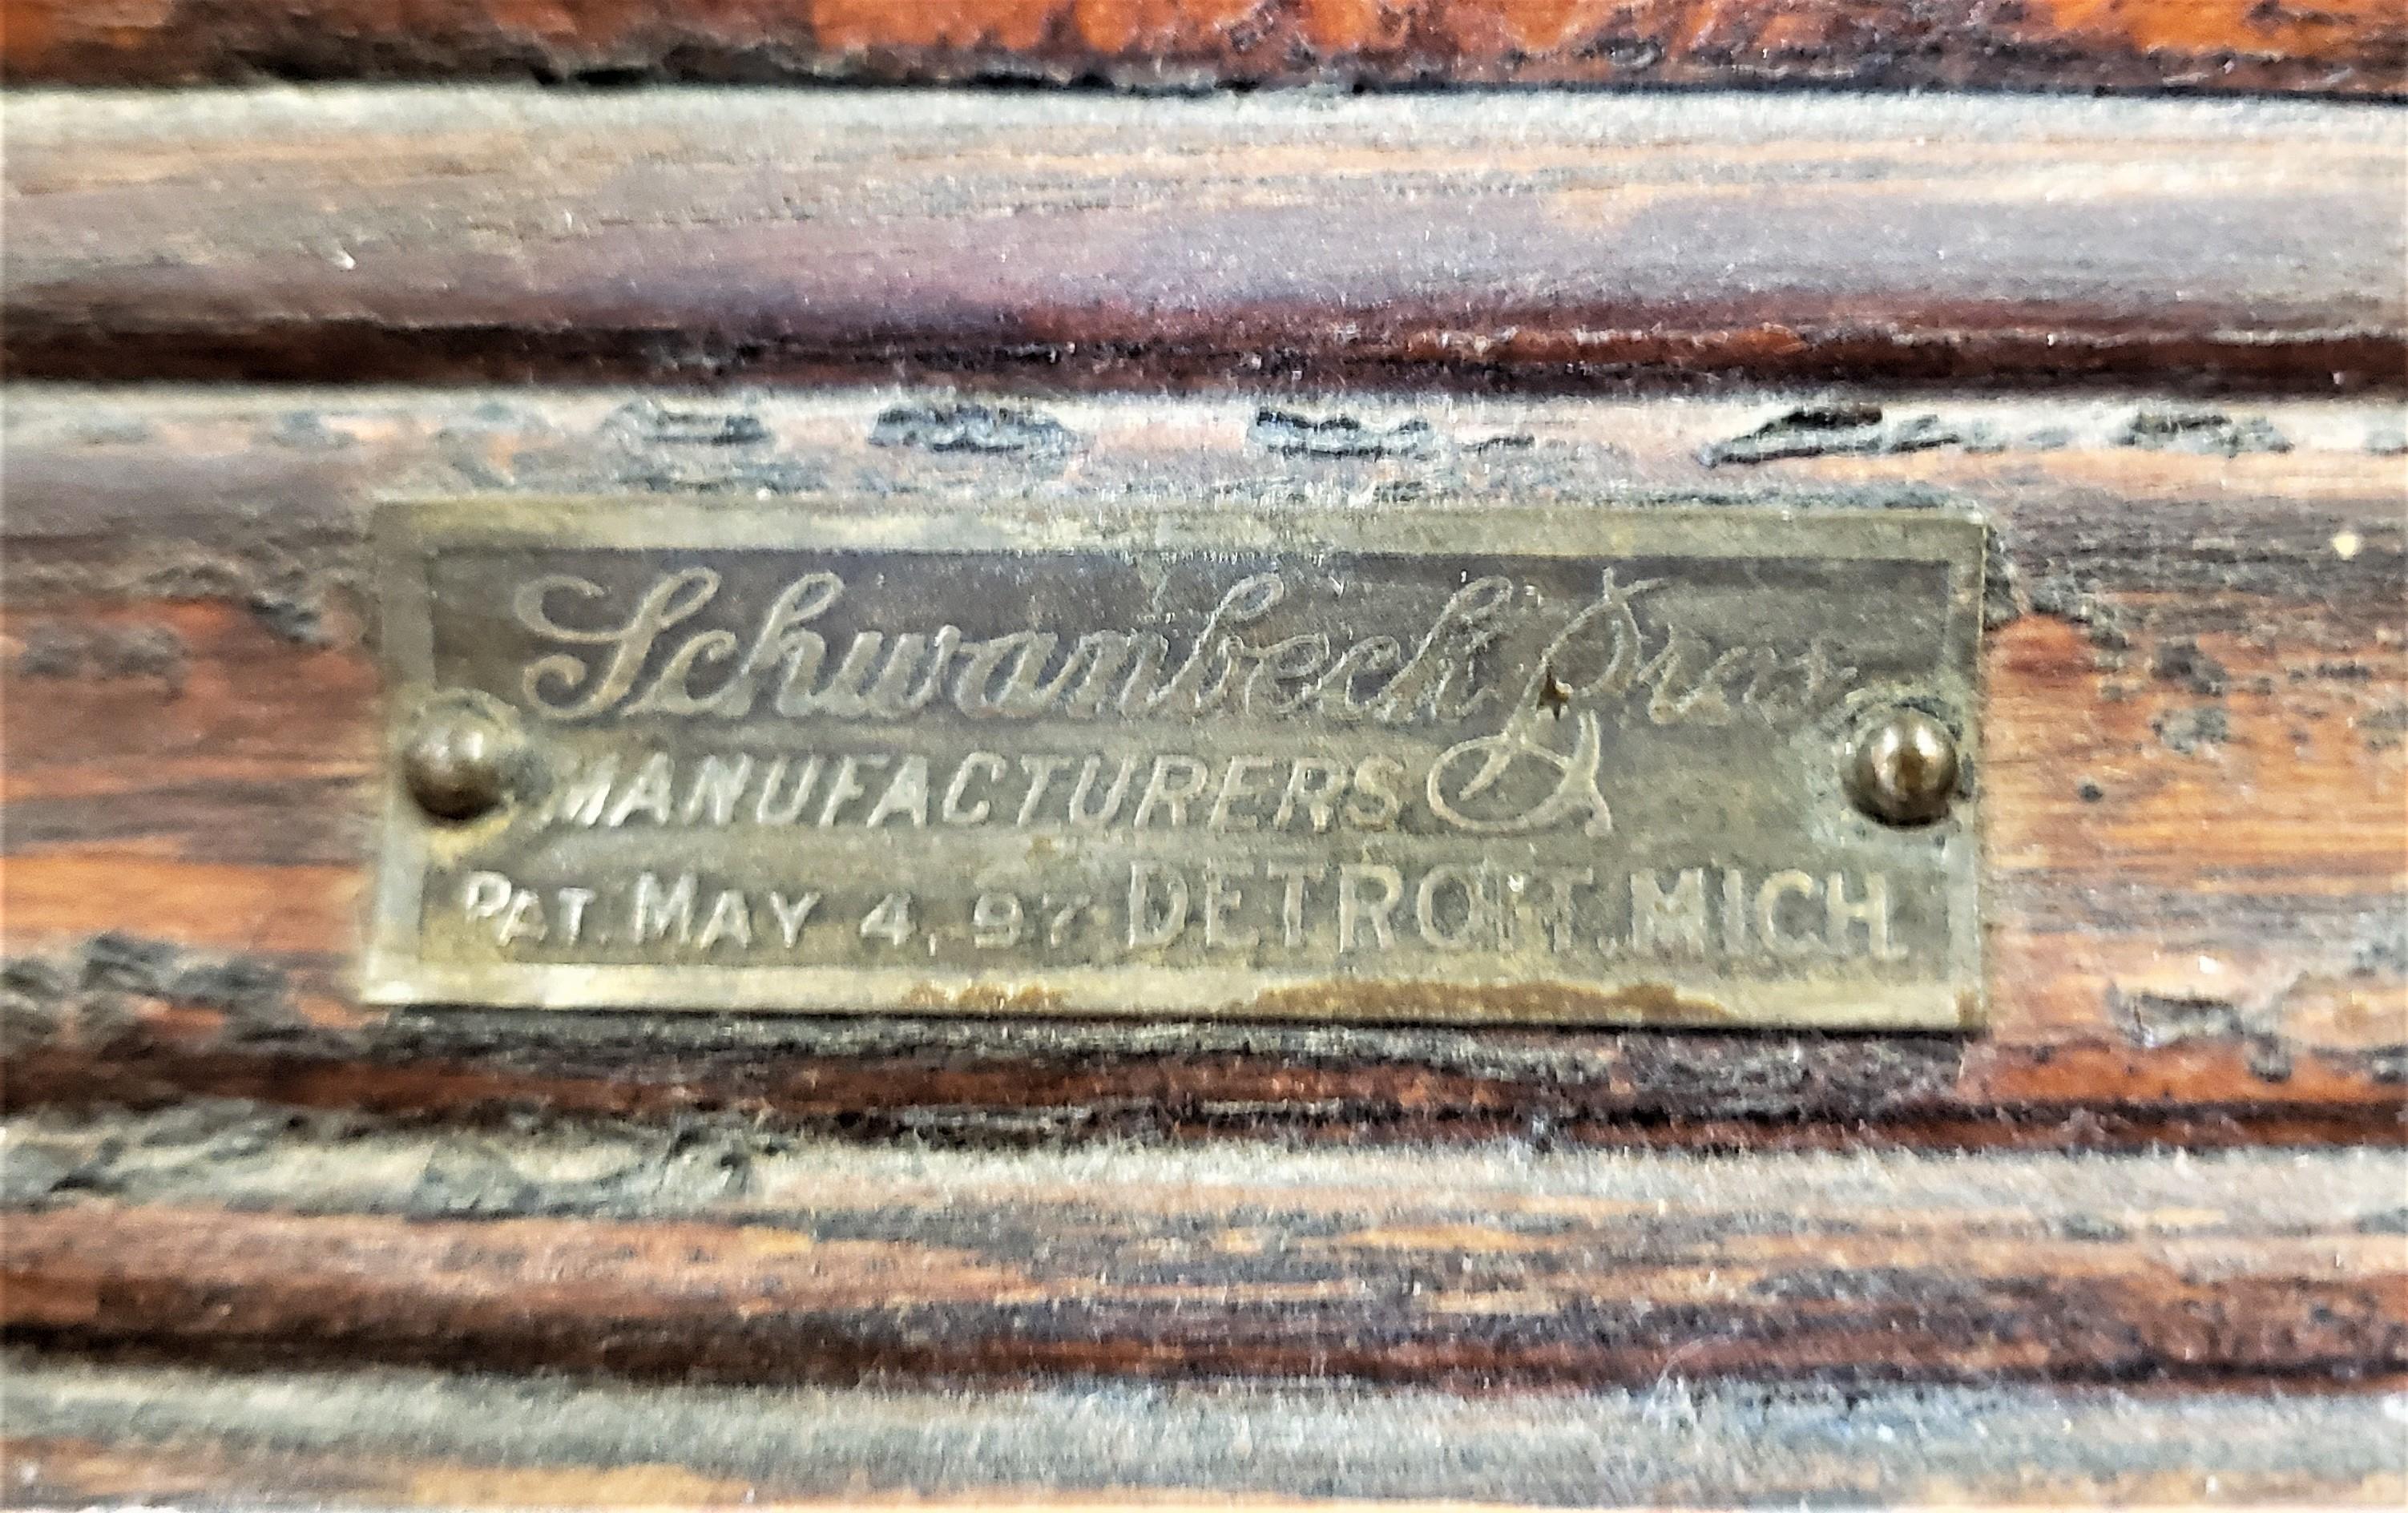 Schwanbeck Bros
MANUFACTURERS
PAT. MAY 4, 97 DETROIT. MICH